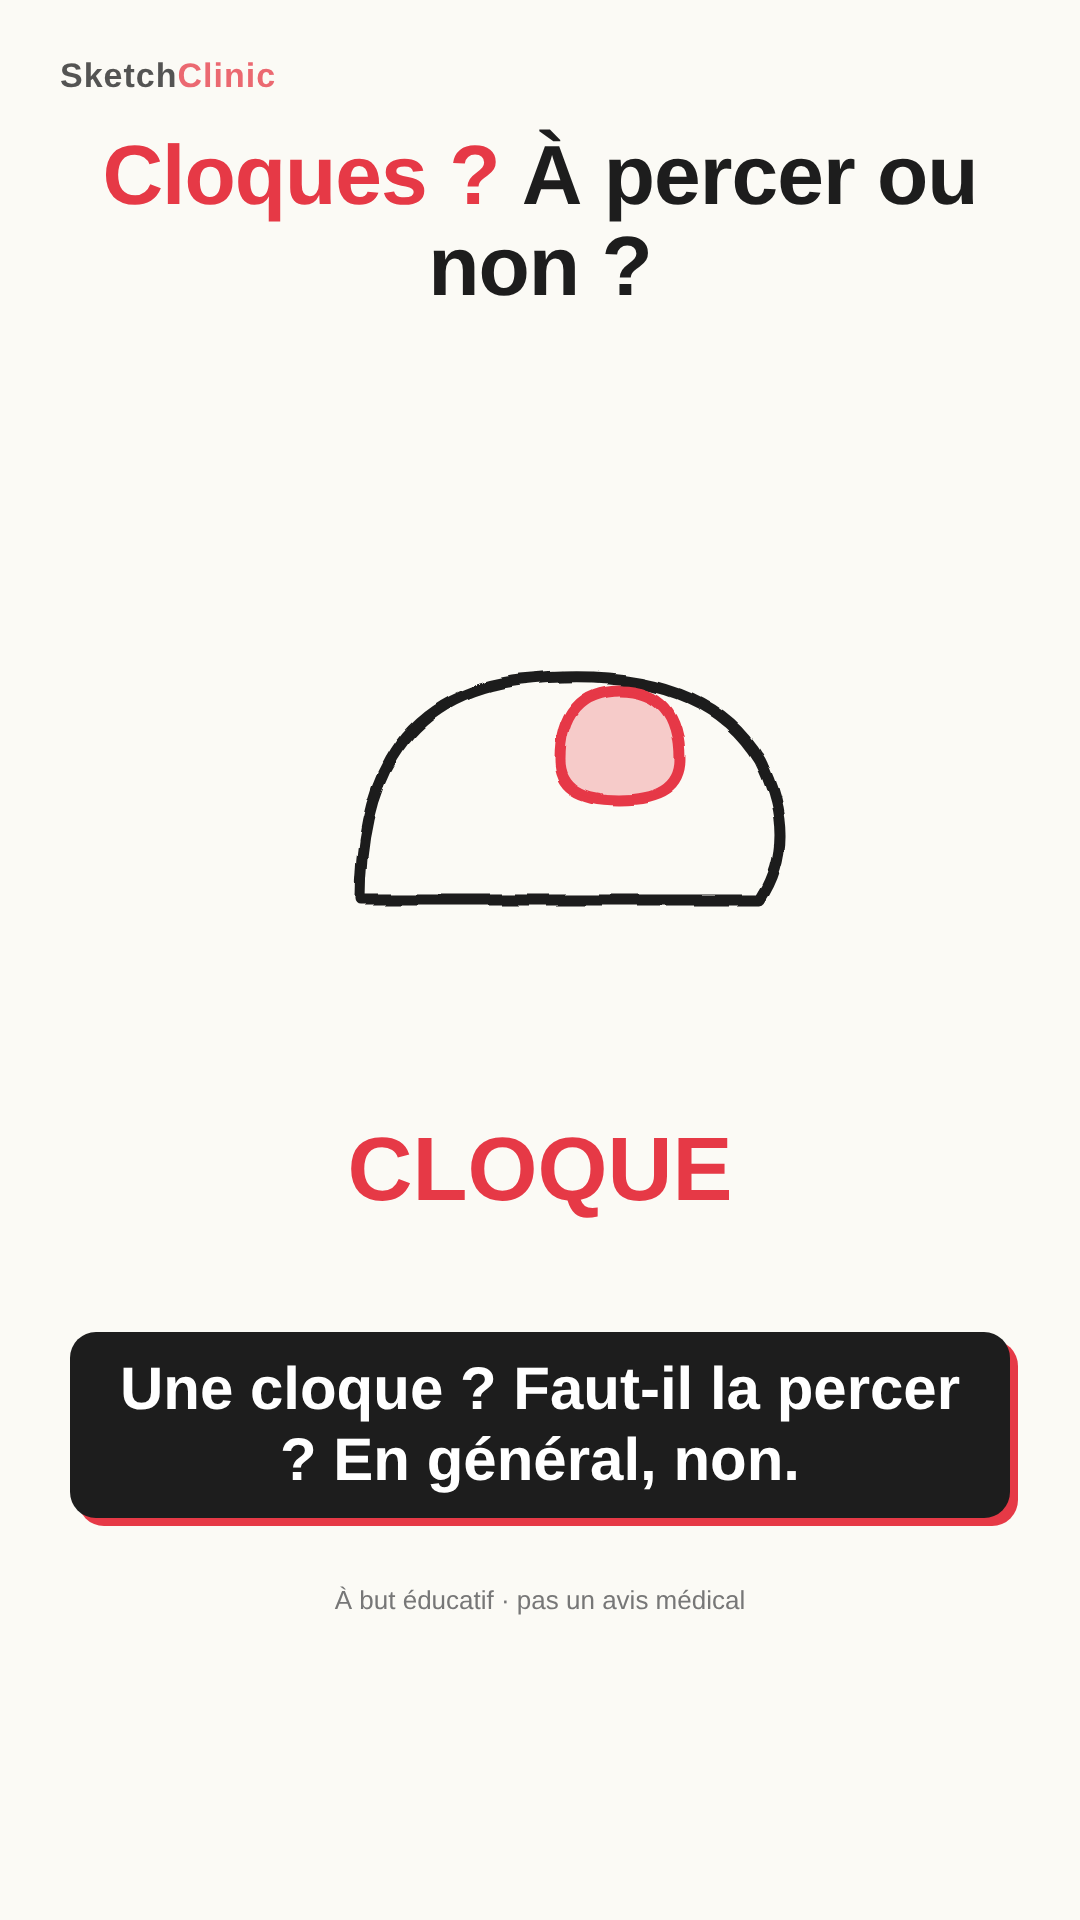 SketchClinic
Cloques ? À percer ou
non ?
CLOQUE
Une cloque ? Faut-il la percer
? En général, non.
À but éducatif · pas un avis médical